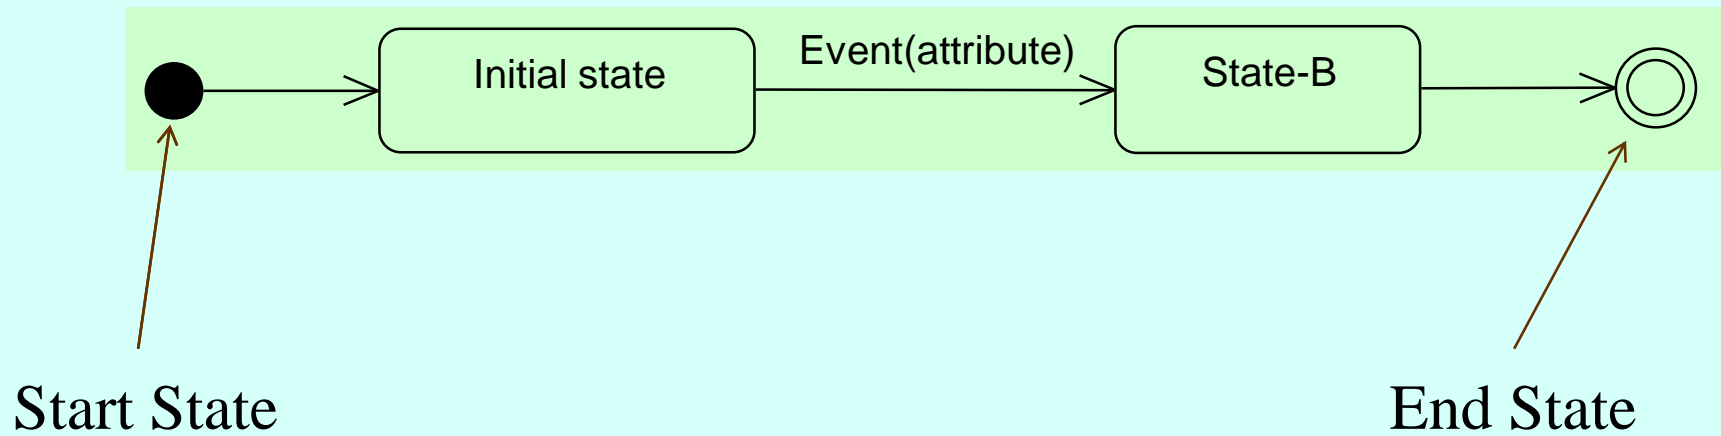 Initial state
Event(attribute)
State-B
Start State
End State